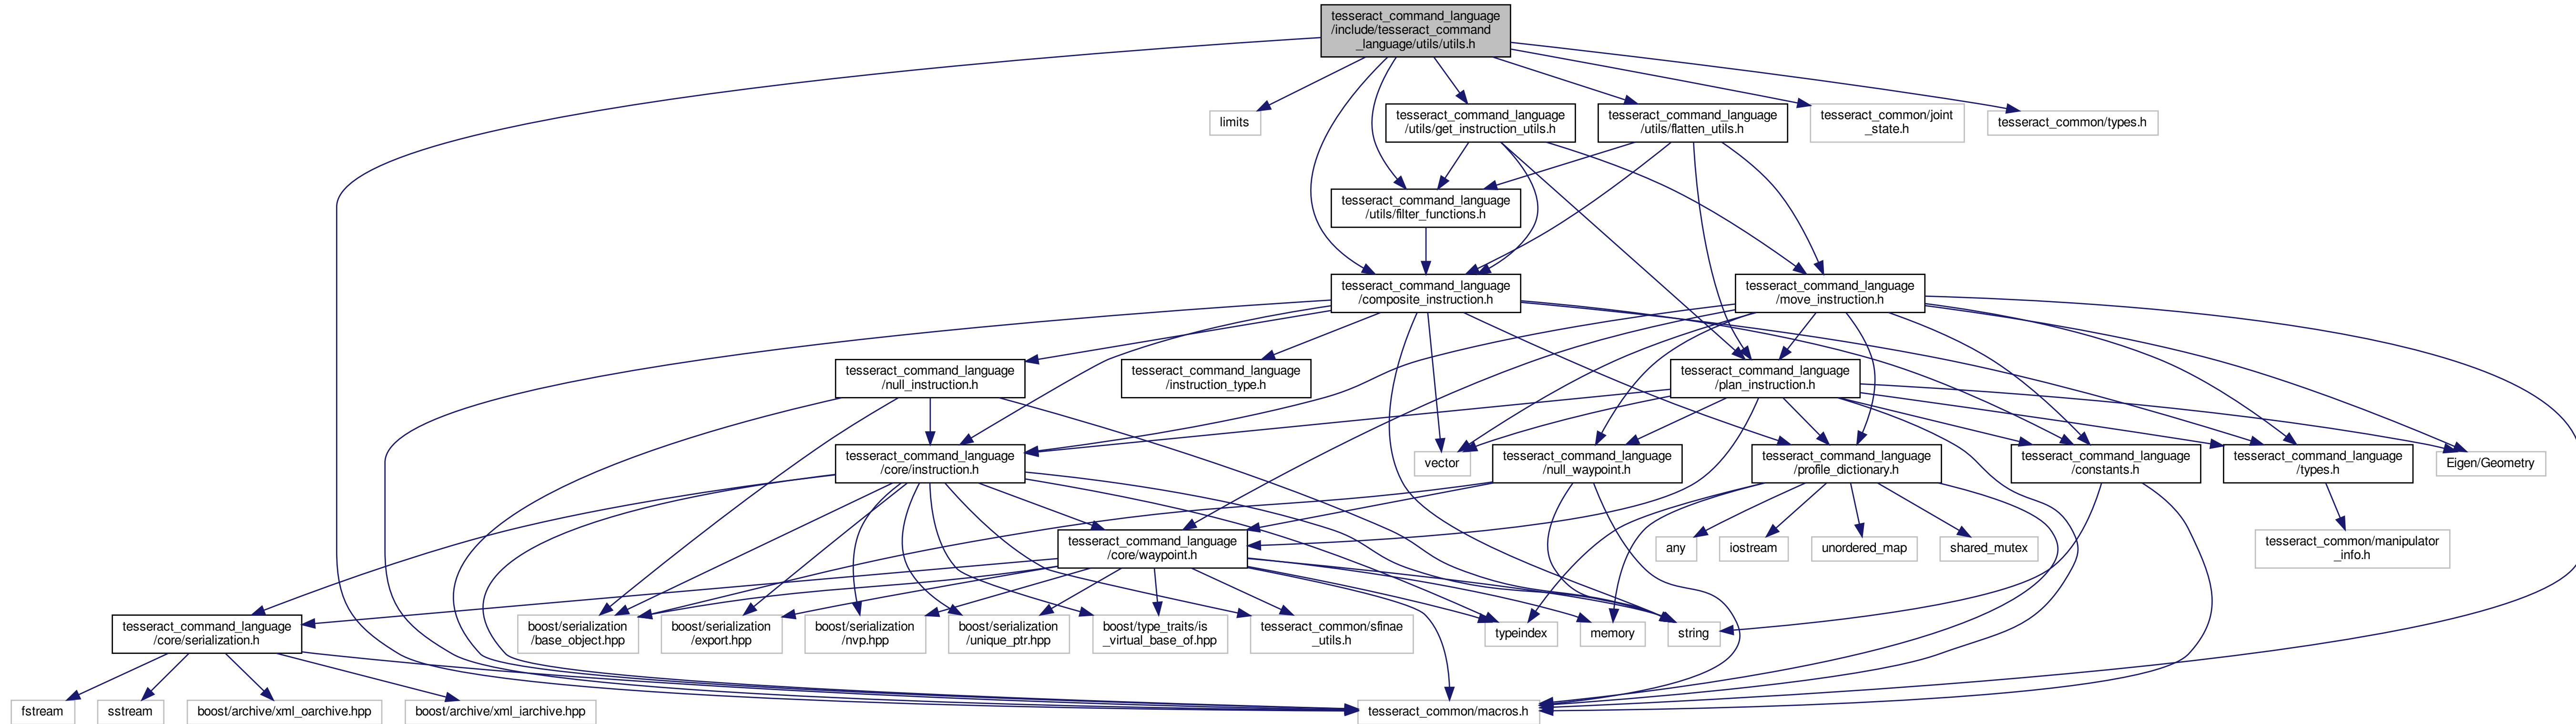 tesseract_command_language
/include/tesseract_command
_language/utils/utils.h
limits
tesseract_command_language
/utils/get_instruction_utils.h
tesseract_command_language
/utils/flatten_utils.h
tesseract_common/joint
_state.h
tesseract_common/types.h
tesseract_command_language
/utils/filter_functions.h
tesseract_command_language
/composite_instruction.h
tesseract_command_language
/move_instruction.h
tesseract_command_language
/null_instruction.h
tesseract_command_language
/instruction_type.h
tesseract_command_language
/plan_instruction.h
tesseract_command_language
/core/instruction.h
vector
tesseract_command_language
/null_waypoint.h
tesseract_command_language
/profile_dictionary.h
tesseract_command_language
/constants.h
tesseract_command_language
/types.h
Eigen/Geometry
tesseract_command_language
/core/waypoint.h
any
iostream
unordered_map
shared_mutex
tesseract_common/manipulator
_info.h
tesseract_command_language
/core/serialization.h
boost/serialization
/base_object.hpp
boost/serialization
/export.hpp
boost/serialization
/nvp.hpp
boost/serialization
/unique_ptr.hpp
boost/type_traits/is
_virtual_base_of.hpp
tesseract_common/sfinae
_utils.h
typeindex
memory
string
fstream
sstream
boost/archive/xml_oarchive.hpp
boost/archive/xml_iarchive.hpp
tesseract_common/macros.h